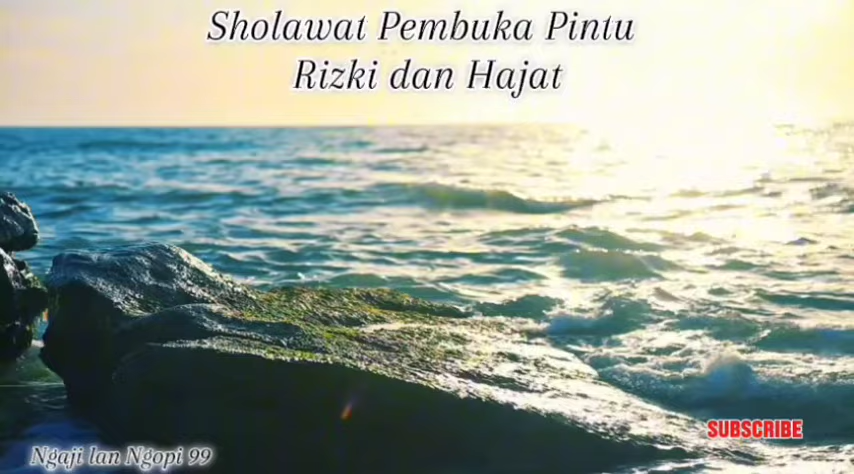 Sholawat Pembuka Pintu
Rizki dan Hajat
SUBSCRIBE
Ngaji lan Ngopi 99